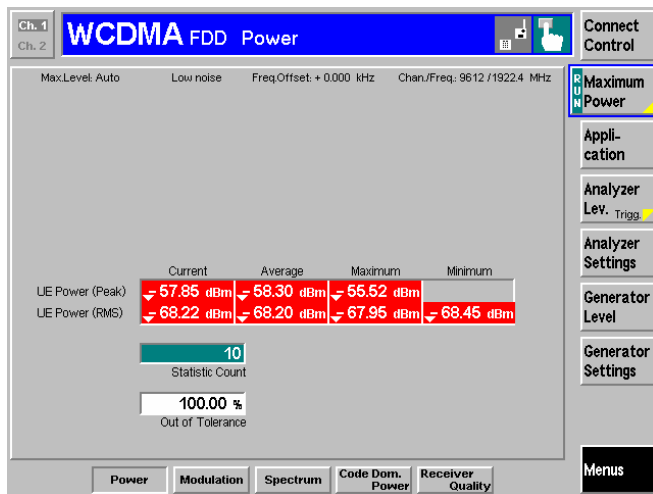 Ch. 1
Ch. 2
WCDMA FDD Power
Connect
Control
Max.Level: Auto Low noise Freq.Offset: + 0.000 kHz Chan./Freq.: 9612 / 1922.4 MHz
RUN
Maximum
Power
Appli-
cation
Analyzer
Lev. Trigg.
Analyzer
Settings
Generator
Level
Generator
Settings
Current Average Maximum Minimum
UE Power (Peak) - 57.85 dBm - 58.30 dBm - 55.52 dBm
UE Power (RMS) - 68.22 dBm - 68.20 dBm - 67.95 dBm - 68.45 dBm
10
Statistic Count
100.00 %
Out of Tolerance
Power Modulation Spectrum Code Dom. Power Receiver Quality
Menus